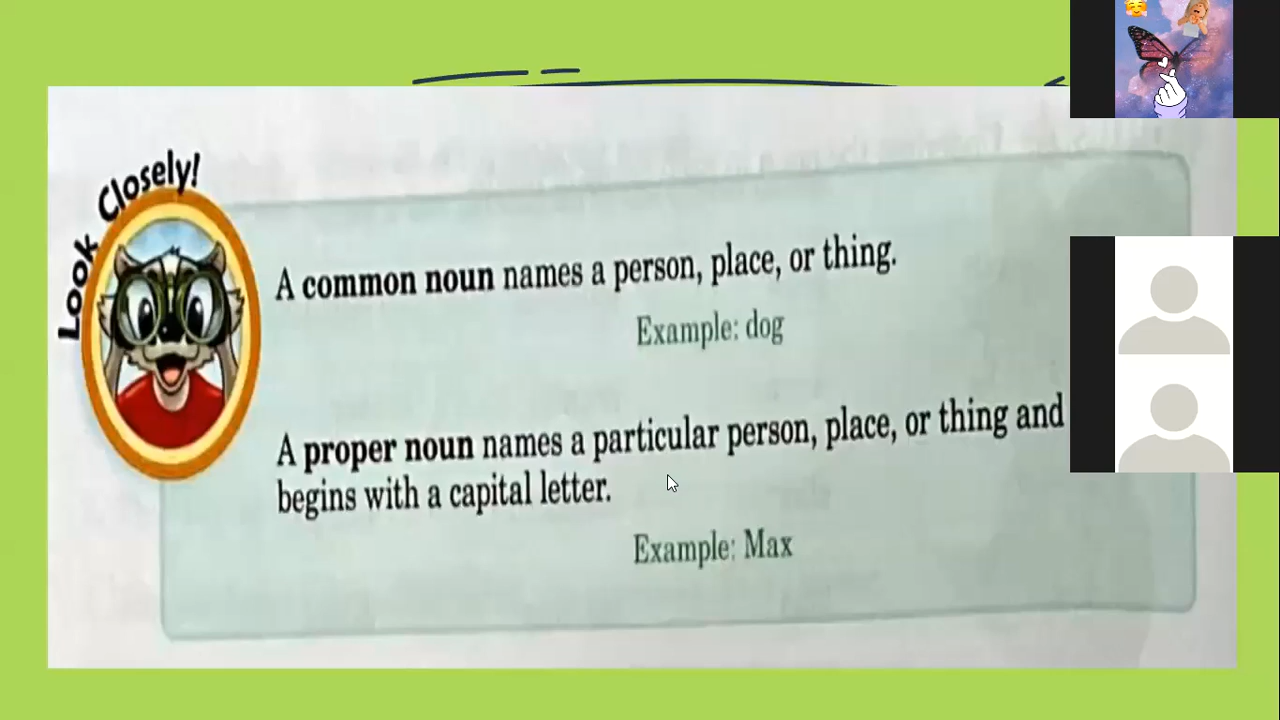 Look Closely!
A common noun names a person, place, or thing.
Example: dog
A proper noun names a particular person, place, or thing and
begins with a capital letter.
Example: Max